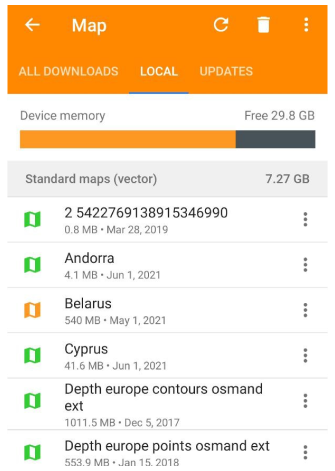 Map
ALL DOWNLOADS LOCAL UPDATES
Device memory Free 29.8 GB
Standard maps (vector) 7.27 GB
2 5422769138915346990
0.8 MB • Mar 28, 2019
Andorra
4.1 MB • Jun 1, 2021
Belarus
540 MB • May 1, 2021
Cyprus
41.6 MB • Jun 1, 2021
Depth europe contours osmand
ext
1011.5 MB • Dec 5, 2017
Depth europe points osmand ext
553.9 MB • Jan 15, 2018